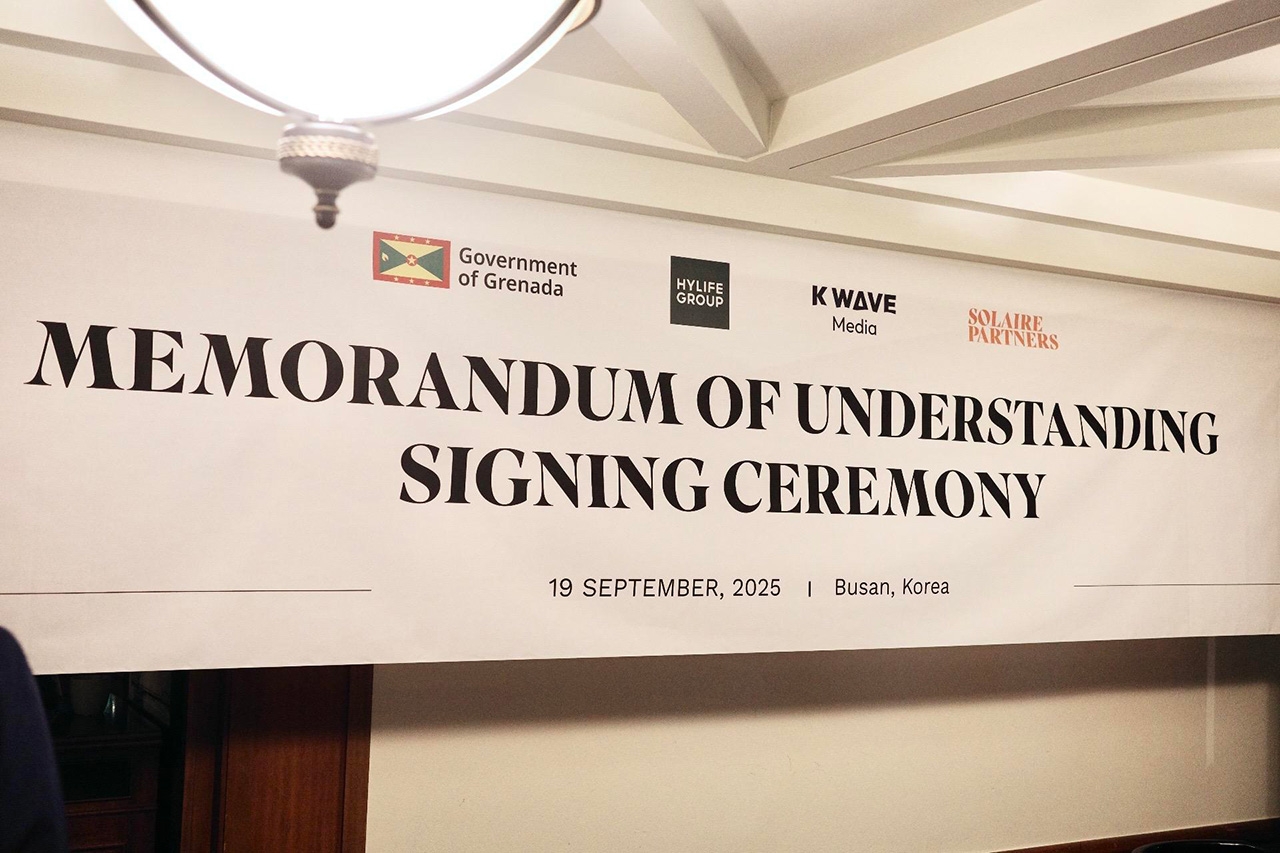 Government
of Grenada
HYLIFE
GROUP
K WAVE
Media
SOLAIRE
PARTNERS
MEMORANDUM OF UNDERSTANDING
SIGNING CEREMONY
19 SEPTEMBER, 2025 | Busan, Korea